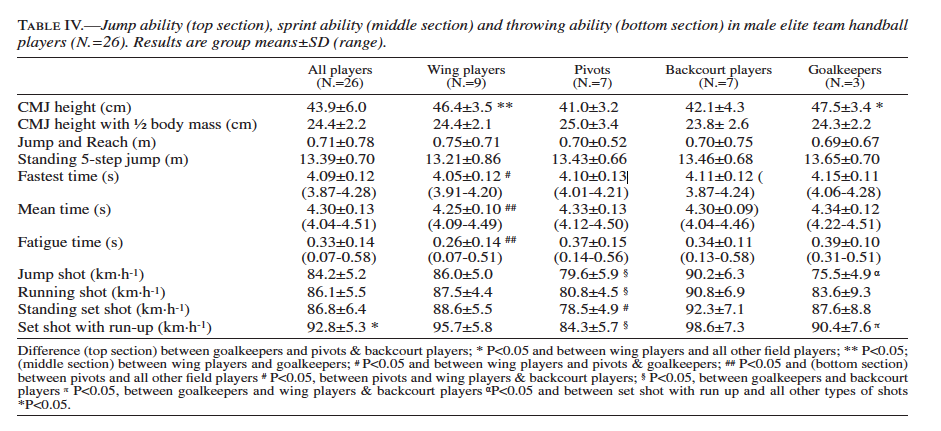 TABLE IV.—Jump ability (top section), sprint ability (middle section) and throwing ability (bottom section) in male elite team handball
players (N.=26). Results are group means±SD (range).
All players (N.=26) Wing players (N.=9) Pivots (N.=7) Backcourt players (N.=7) Goalkeepers (N.=3)
CMJ height (cm) 43.9±6.0 46.4±3.5 ** 41.0±3.2 42.1±4.3 47.5±3.4 *
CMJ height with ½ body mass (cm) 24.4±2.2 24.4±2.1 25.0±3.4 23.8± 2.6 24.3±2.2
Jump and Reach (m) 0.71±0.78 0.75±0.71 0.70±0.52 0.70±0.75 0.69±0.67
Standing 5-step jump (m) 13.39±0.70 13.21±0.86 13.43±0.66 13.46±0.68 13.65±0.70
Fastest time (s) 4.09±0.12 4.05±0.12 # 4.10±0.13| 4.11±0.12 ( 4.15±0.11
(3.87-4.28) (3.91-4.20) (4.01-4.21) 3.87-4.24) (4.06-4.28)
Mean time (s) 4.30±0.13 4.25±0.10 ## 4.33±0.13 4.30±0.09) 4.34±0.12
(4.04-4.51) (4.09-4.49) (4.12-4.50) (4.04-4.46) (4.22-4.51)
Fatigue time (s) 0.33±0.14 0.26±0.14 ## 0.37±0.15 0.34±0.11 0.39±0.10
(0.07-0.58) (0.07-0.51) (0.14-0.56) (0.13-0.58) (0.31-0.51)
Jump shot (km·h-1) 84.2±5.2 86.0±5.0 79.6±5.9 § 90.2±6.3 75.5±4.9 α
Running shot (km·h-1) 86.1±5.5 87.5±4.4 80.8±4.5 § 90.8±6.9 83.6±9.3
Standing set shot (km·h-1) 86.8±6.4 88.6±5.5 78.5±4.9 # 92.3±7.1 87.6±8.8
Set shot with run-up (km·h-1) 92.8±5.3 * 95.7±5.8 84.3±5.7 § 98.6±7.3 90.4±7.6 π
Difference (top section) between goalkeepers and pivots & backcourt players; * P<0.05 and between wing players and all other field players; ** P<0.05;
(middle section) between wing players and goalkeepers; # P<0.05 and between wing players and pivots & goalkeepers; ## P<0.05 and (bottom section)
between pivots and all other field players # P<0.05, between pivots and wing players & backcourt players; § P<0.05, between goalkeepers and backcourt
players π P<0.05, between goalkeepers and wing players & backcourt players αP<0.05 and between set shot with run up and all other types of shots
*P<0.05.